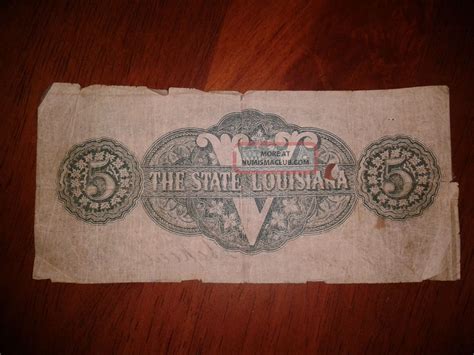 MORE AT
NUMISMACLUB.COM
5 THE STATE LOUISIANA 5
V